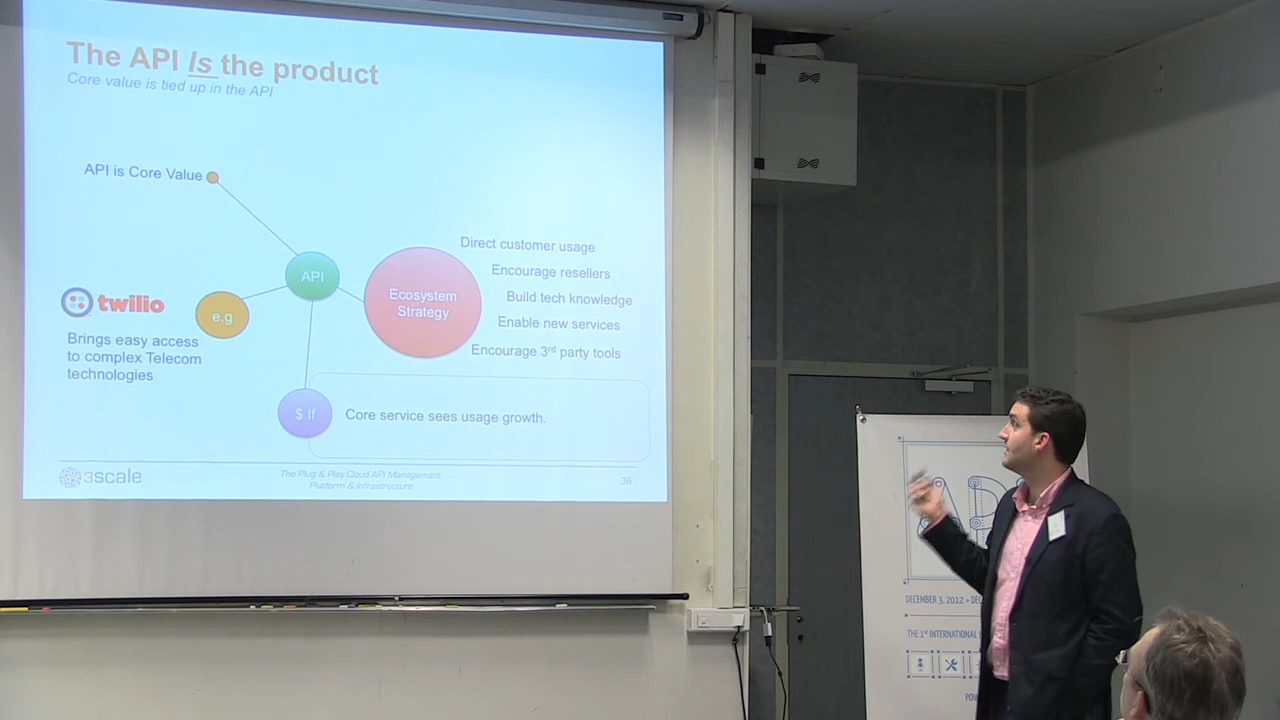 The API Is the product
Core value is tied up in the API
API is Core Value
API
Ecosystem
Strategy
Direct customer usage
Encourage resellers
Build tech knowledge
Enable new services
Encourage 3rd party tools
e.g
twilio
Brings easy access
to complex Telecom
technologies
$ If
Core service sees usage growth.
3scale
The Plug & Play Cloud API Management
Platform & Infrastructure
36
DECEMBER 3, 2012
THE 1st INTERNATIONAL